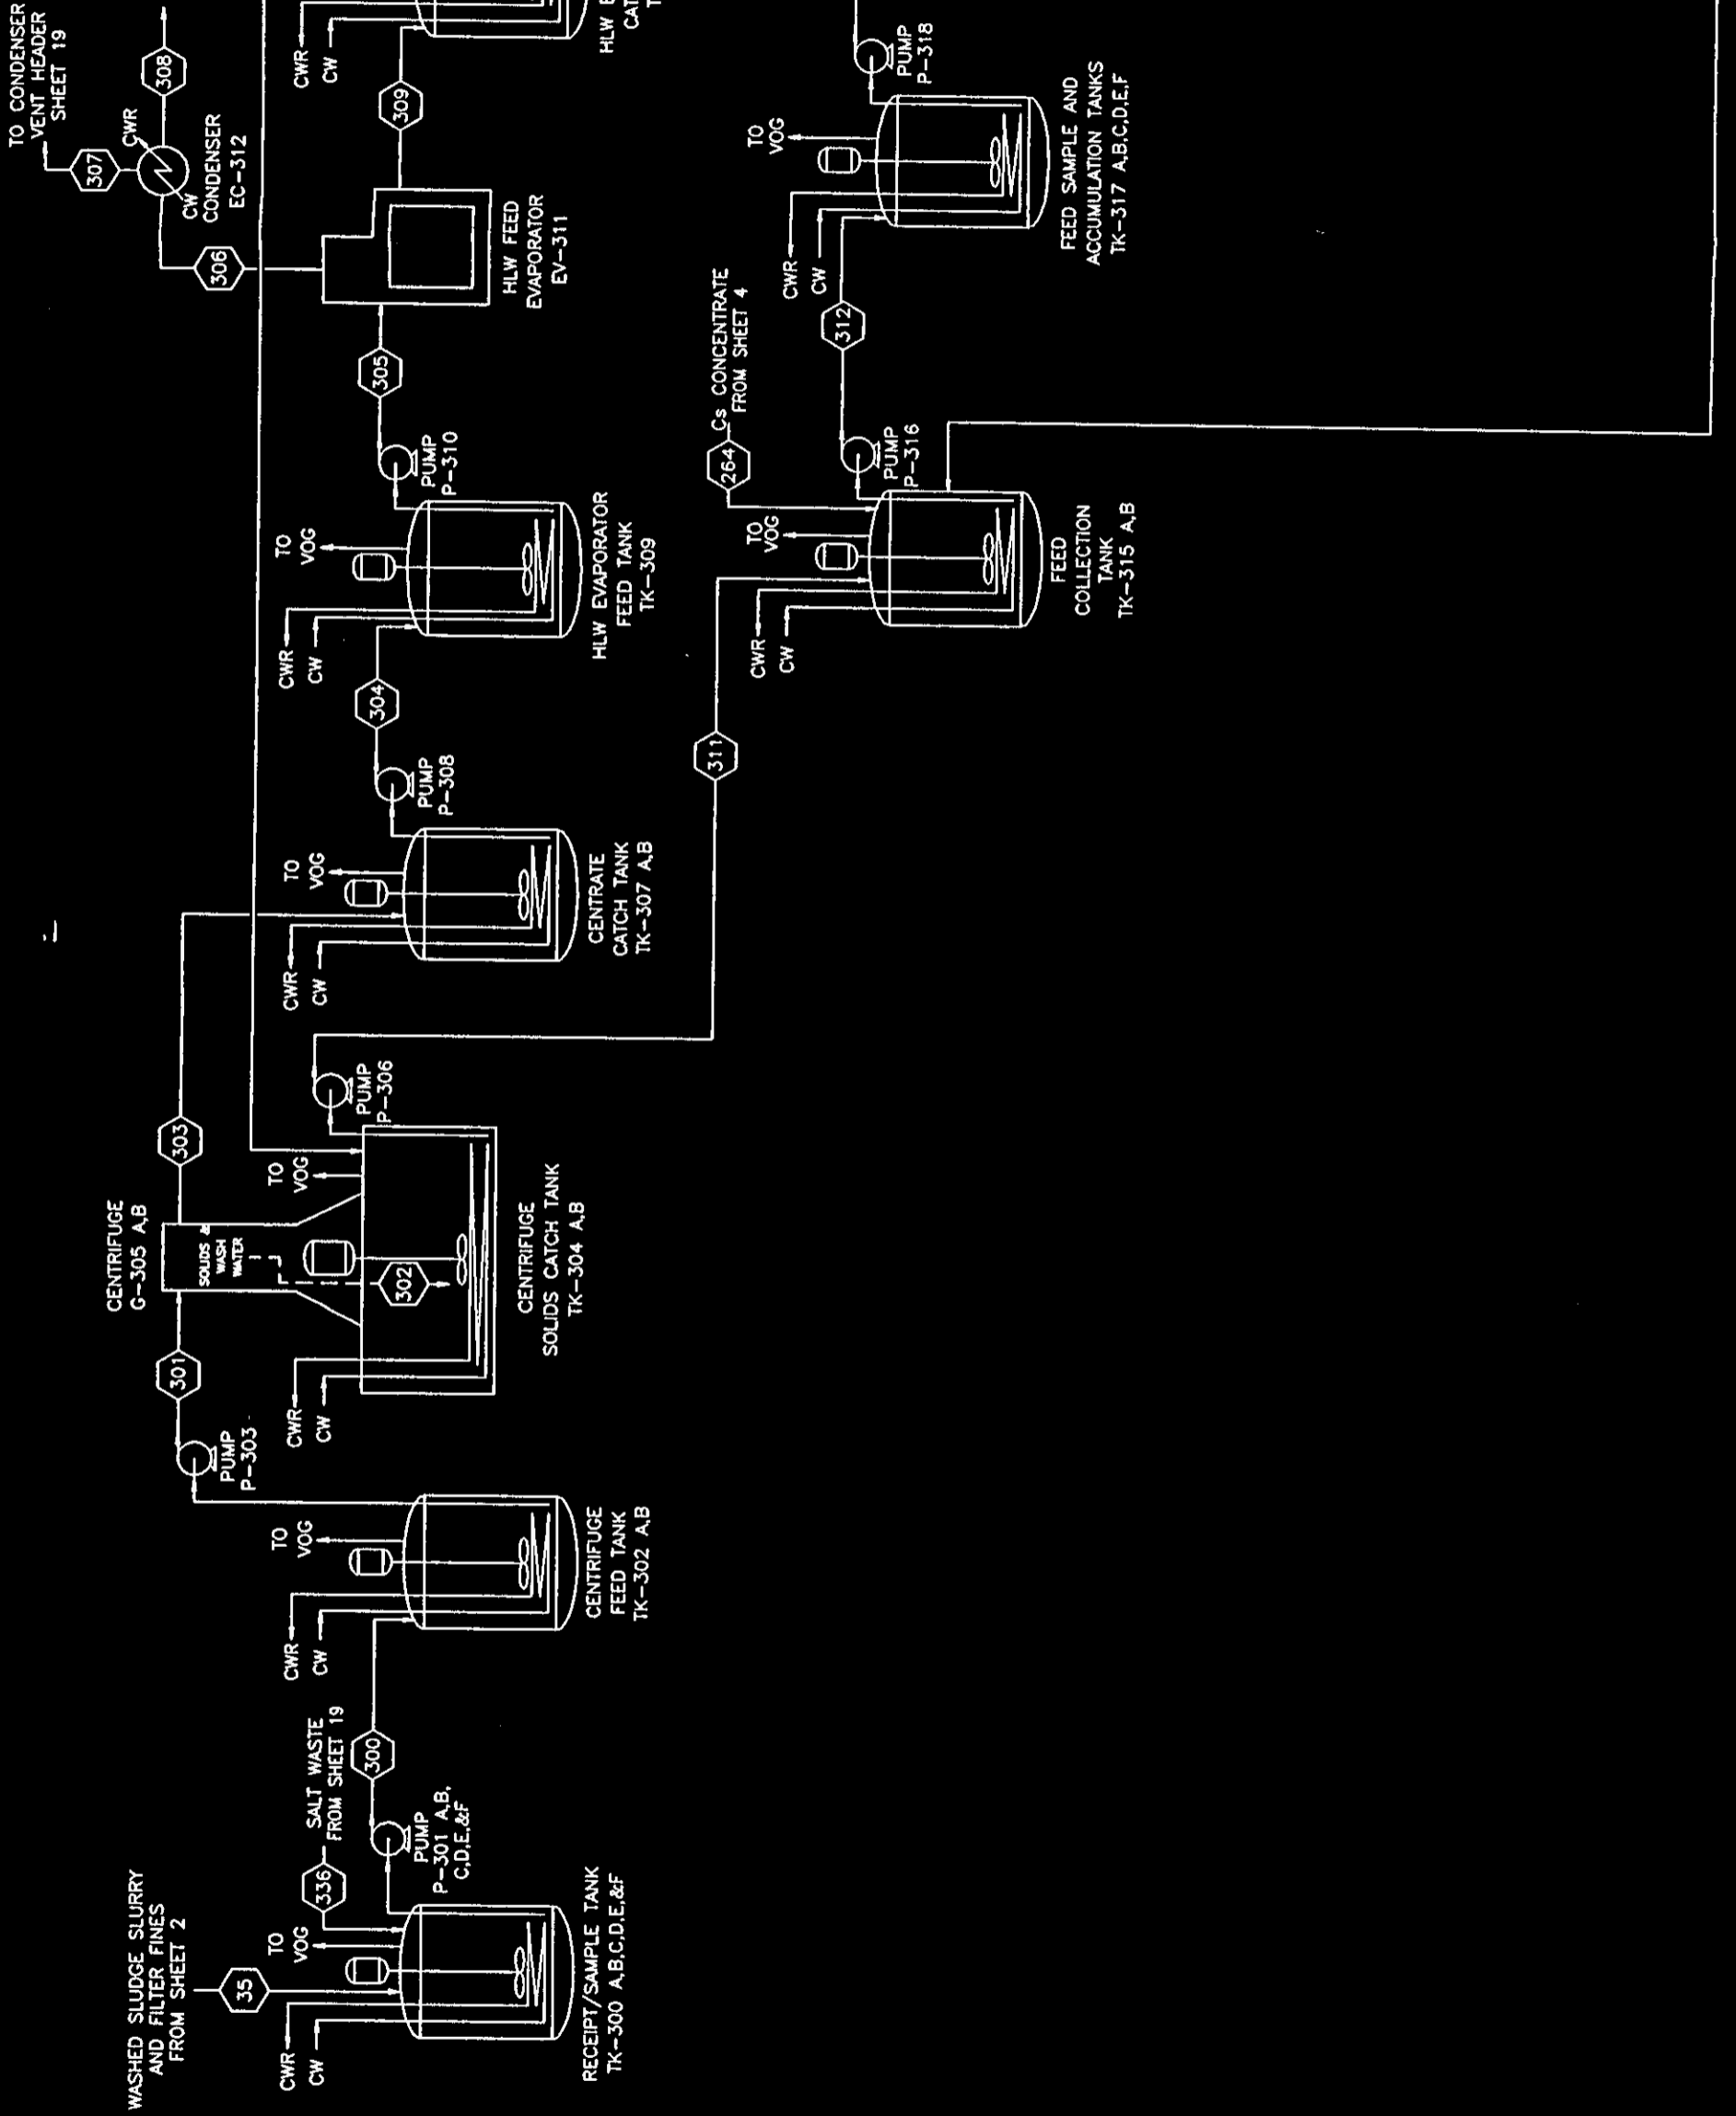 WASHED SLUDGE SLURRY
AND FILTER FINES
FROM SHEET 2
35
TO
VOG
336
SALT WASTE
FROM SHEET 19
CWR
CW
RECEIPT/SAMPLE TANK
TK-300 A,B,C,D,E,&F
PUMP
P-301 A,B,
C,D,E,&F
300
CWR
CW
TO
VOG
CENTRIFUGE
FEED TANK
TK-302 A,B
PUMP
P-303
301
CENTRIFUGE
G-305 A,B
SOLIDS &
WASH
WATER
302
CWR
CW
TO
VOG
CENTRIFUGE
SOLIDS CATCH TANK
TK-304 A,B
303
PUMP
P-306
CWR
CW
TO
VOG
CENTRATE
CATCH TANK
TK-307 A,B
PUMP
P-308
304
311
CWR
CW
TO
VOG
HLW EVAPORATOR
FEED TANK
TK-309
PUMP
P-310
305
HLW FEED
EVAPORATOR
EV-311
306
CW
CWR
CONDENSER
EC-312
307
TO CONDENSER
VENT HEADER
SHEET 19
308
309
CWR
CW
HLW
CWR
CW
TO
VOG
264
Cs CONCENTRATE
FROM SHEET 4
FEED
COLLECTION
TANK
TK-315 A,B
PUMP
P-316
312
CWR
CW
TO
VOG
FEED SAMPLE AND
ACCUMULATION TANKS
TK-317 A,B,C,D,E,F
PUMP
P-318